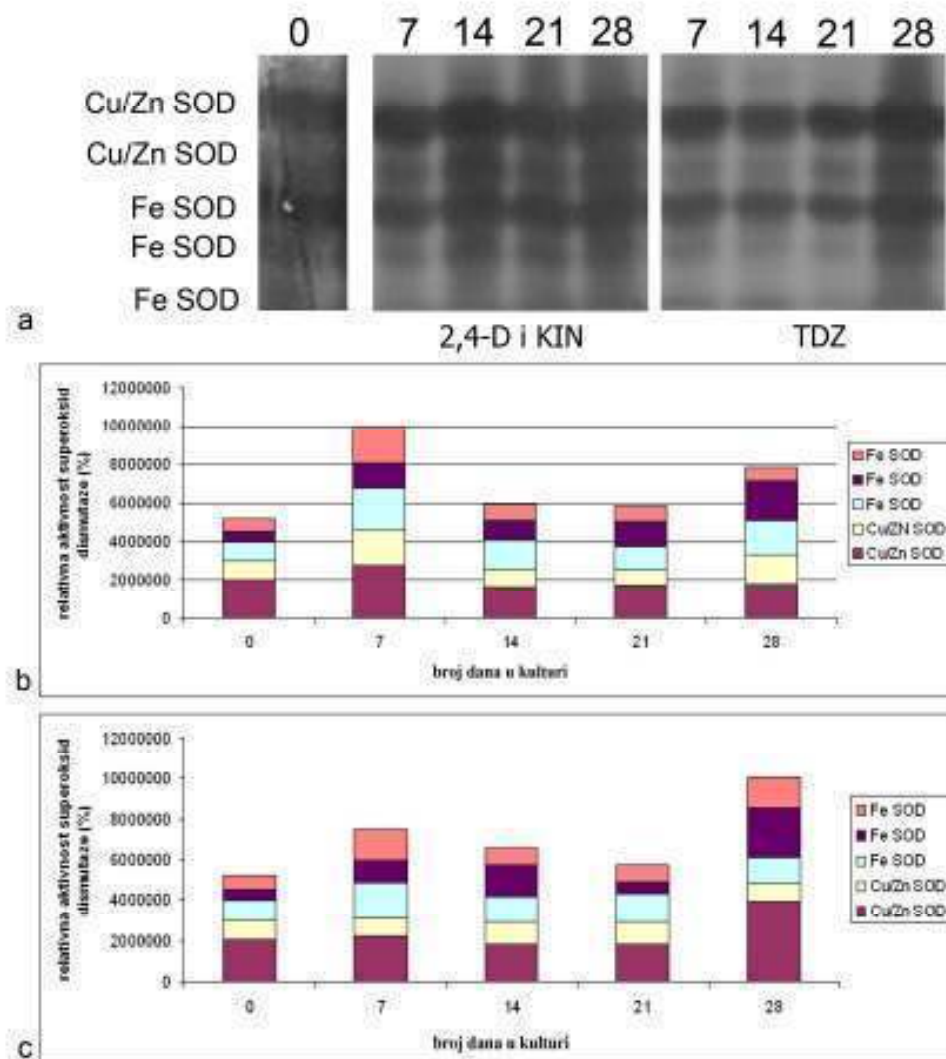 0 7 14 21 28 7 14 21 28
Cu/Zn SOD
Cu/Zn SOD
Fe SOD
Fe SOD
Fe SOD
a
2,4-D i KIN TDZ
relativna aktivnost superoksid
dismutaze (%)
12000000
10000000
8000000
6000000
4000000
2000000
0
0 7 14 21 28
broj dana u kulturi
Fe SOD
Fe SOD
Fe SOD
Cu/ZN SOD
Cu/Zn SOD
b
relativna aktivnost superoksid
dismutaze (%)
12000000
10000000
8000000
6000000
4000000
2000000
0
0 7 14 21 28
broj dana u kulturi
Fe SOD
Fe SOD
Fe SOD
Cu/Zn SOD
Cu/Zn SOD
c